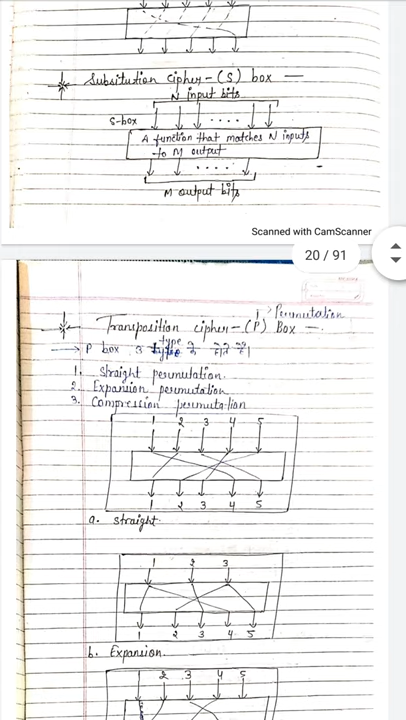 Subsitution cipher-(S) box —
N input bits
S-box
A function that matches N inputs
to M output
M output bits
Scanned with CamScanner
20 / 91
Permutation
Transposition cipher-(P) Box —
→ P box 3 type के होते हैं।
1. Straight permutation.
2. Expansion permutation.
3. Compression permutation
1 2 3 4 5
1 2 3 4 5
a. straight
1 2 3
1 2 3 4 5
b. Expansion.
1 2 3 4 5